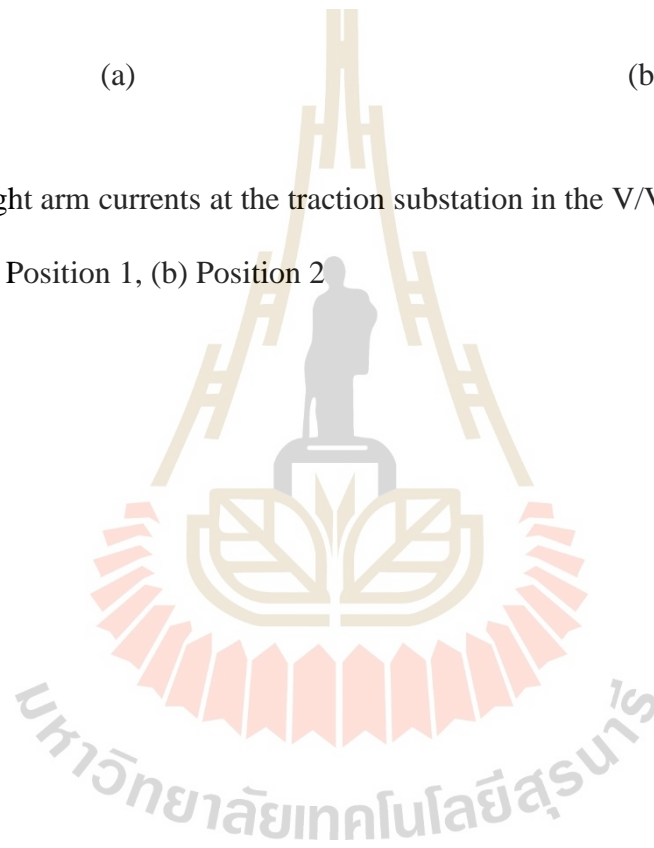 (a) (b
ght arm currents at the traction substation in the V/V
Position 1, (b) Position 2
มหาวิทยาลัยเทคโนโลยีสุรนารี